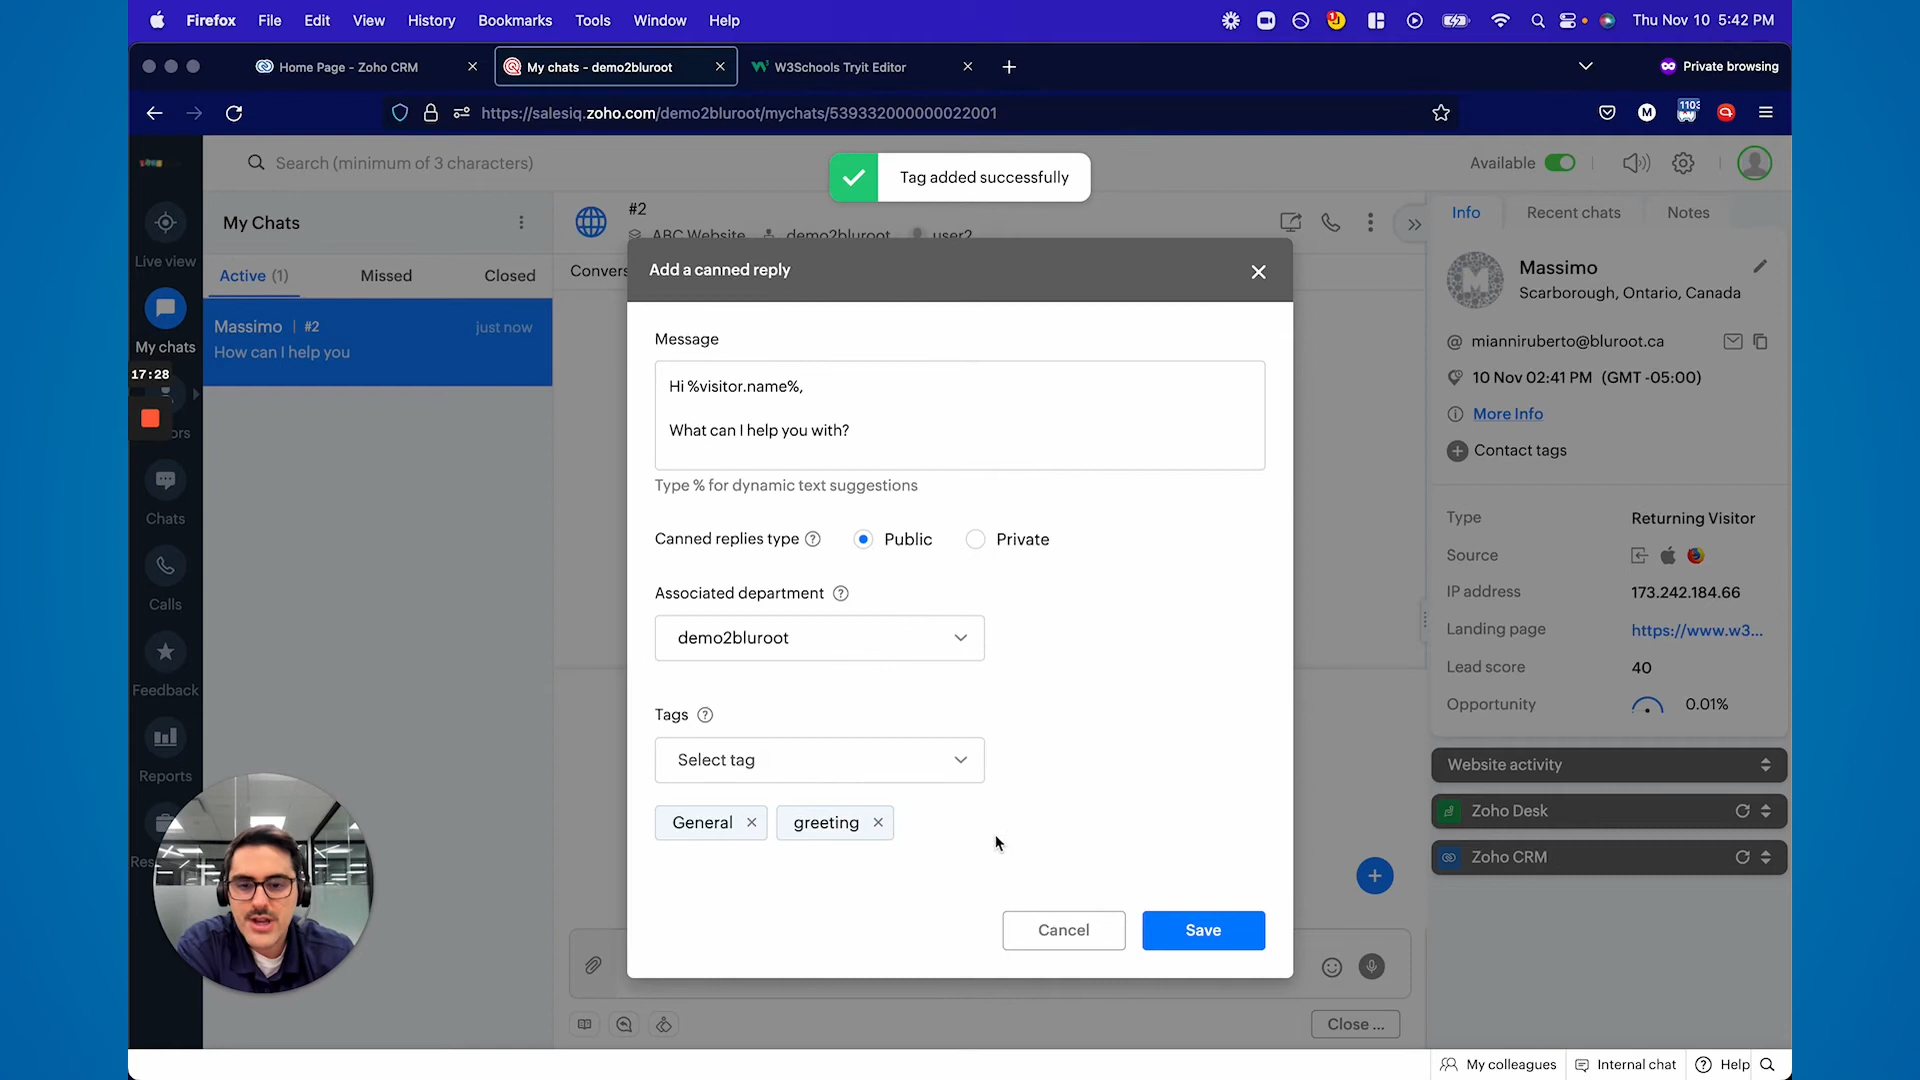 Firefox File Edit View History Bookmarks Tools Window Help
Thu Nov 10 5:42 PM
Home Page - Zoho CRM
My chats - demo2bluroot
W3Schools Tryit Editor
Private browsing
https://salesiq.zoho.com/demo2bluroot/mychats/539332000000022001
M
1103
Search (minimum of 3 characters)
Tag added successfully
Available
Live view
My chats
17:28
Chats
Calls
Feedback
Reports
My Chats
Active (1) Missed Closed
Massimo | #2 just now
How can I help you
#2
ABC Website demo2bluroot user2
Convers
Add a canned reply
Message
Hi %visitor.name%,
What can I help you with?
Type % for dynamic text suggestions
Canned replies type ? Public Private
Associated department ?
demo2bluroot
Tags ?
Select tag
General × greeting ×
Cancel Save
Close ...
Info Recent chats Notes
Massimo
Scarborough, Ontario, Canada
@ mianniruberto@bluroot.ca
10 Nov 02:41 PM (GMT -05:00)
More Info
Contact tags
Type Returning Visitor
Source
IP address 173.242.184.66
Landing page https://www.w3...
Lead score 40
Opportunity 0.01%
Website activity
Zoho Desk
Zoho CRM
My colleagues Internal chat Help